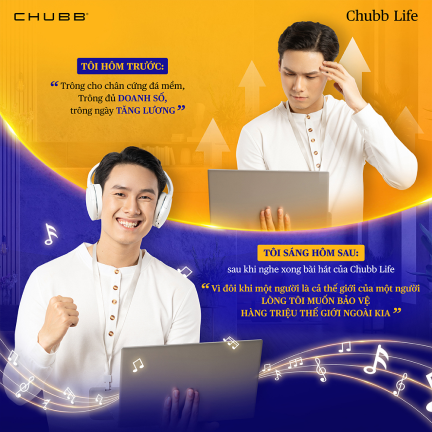 CHUBB®
Chubb Life
TÔI HÔM TRƯỚC:
“ Trông cho chân cứng đá mềm,
Trông đủ DOANH SỐ,
trông ngày TĂNG LƯƠNG ”
TÔI SÁNG HÔM SAU:
sau khi nghe xong bài hát của Chubb Life
“ Vì đôi khi một người là cả thế giới của một người
LÒNG TÔI MUỐN BẢO VỆ
HÀNG TRIỆU THẾ GIỚI NGOÀI KIA ”